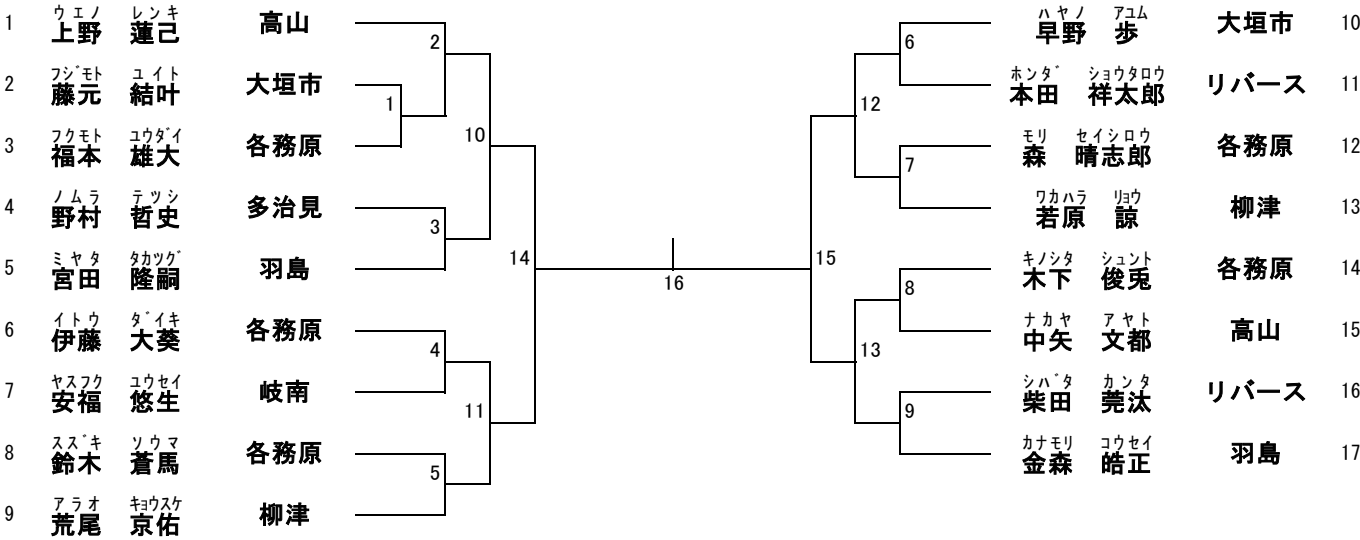 ウエノ レンキ
1 上野 蓮己 高山
フジモト ユイト
2 藤元 結叶 大垣市
フクモト ユウダイ
3 福本 雄大 各務原
ノムラ テツシ
4 野村 哲史 多治見
ミヤタ タカツグ
5 宮田 隆嗣 羽島
イトウ ダイキ
6 伊藤 大葵 各務原
ヤスフク ユウセイ
7 安福 悠生 岐南
スズキ ソウマ
8 鈴木 蒼馬 各務原
アラオ キョウスケ
9 荒尾 京佑 柳津
2
1
10
3
14
4
11
5
16
6
12
7
15
8
13
9
ハヤノ アユム
早野 歩 大垣市 10
ホンダ ショウタロウ
本田 祥太郎 リバース 11
モリ セイシロウ
森 晴志郎 各務原 12
ワカハラ リョウ
若原 諒 柳津 13
キノシタ シュント
木下 俊兎 各務原 14
ナカヤ アヤト
中矢 文都 高山 15
シバタ カンタ
柴田 莞汰 リバース 16
カナモリ コウセイ
金森 皓正 羽島 17